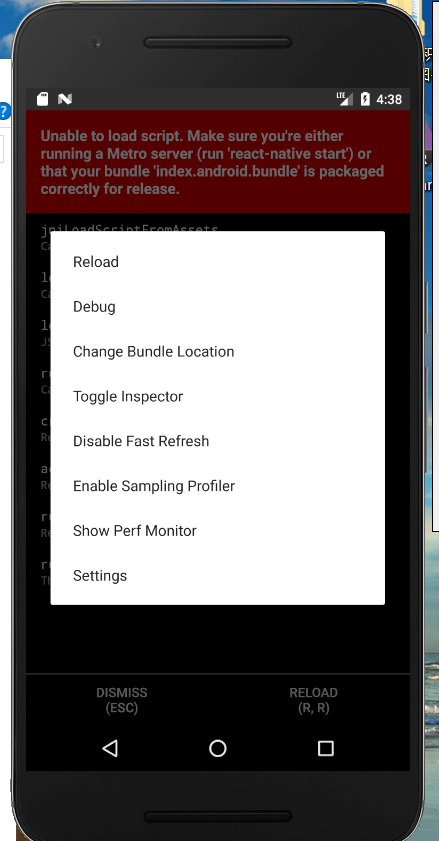 LTE 4:38
Unable to load script. Make sure you're either
running a Metro server (run 'react-native start') or
that your bundle 'index.android.bundle' is packaged
correctly for release.
jniLoadScriptFromAssets
Reload
Debug
Change Bundle Location
Toggle Inspector
Disable Fast Refresh
Enable Sampling Profiler
Show Perf Monitor
Settings
DISMISS
(ESC)
RELOAD
(R, R)